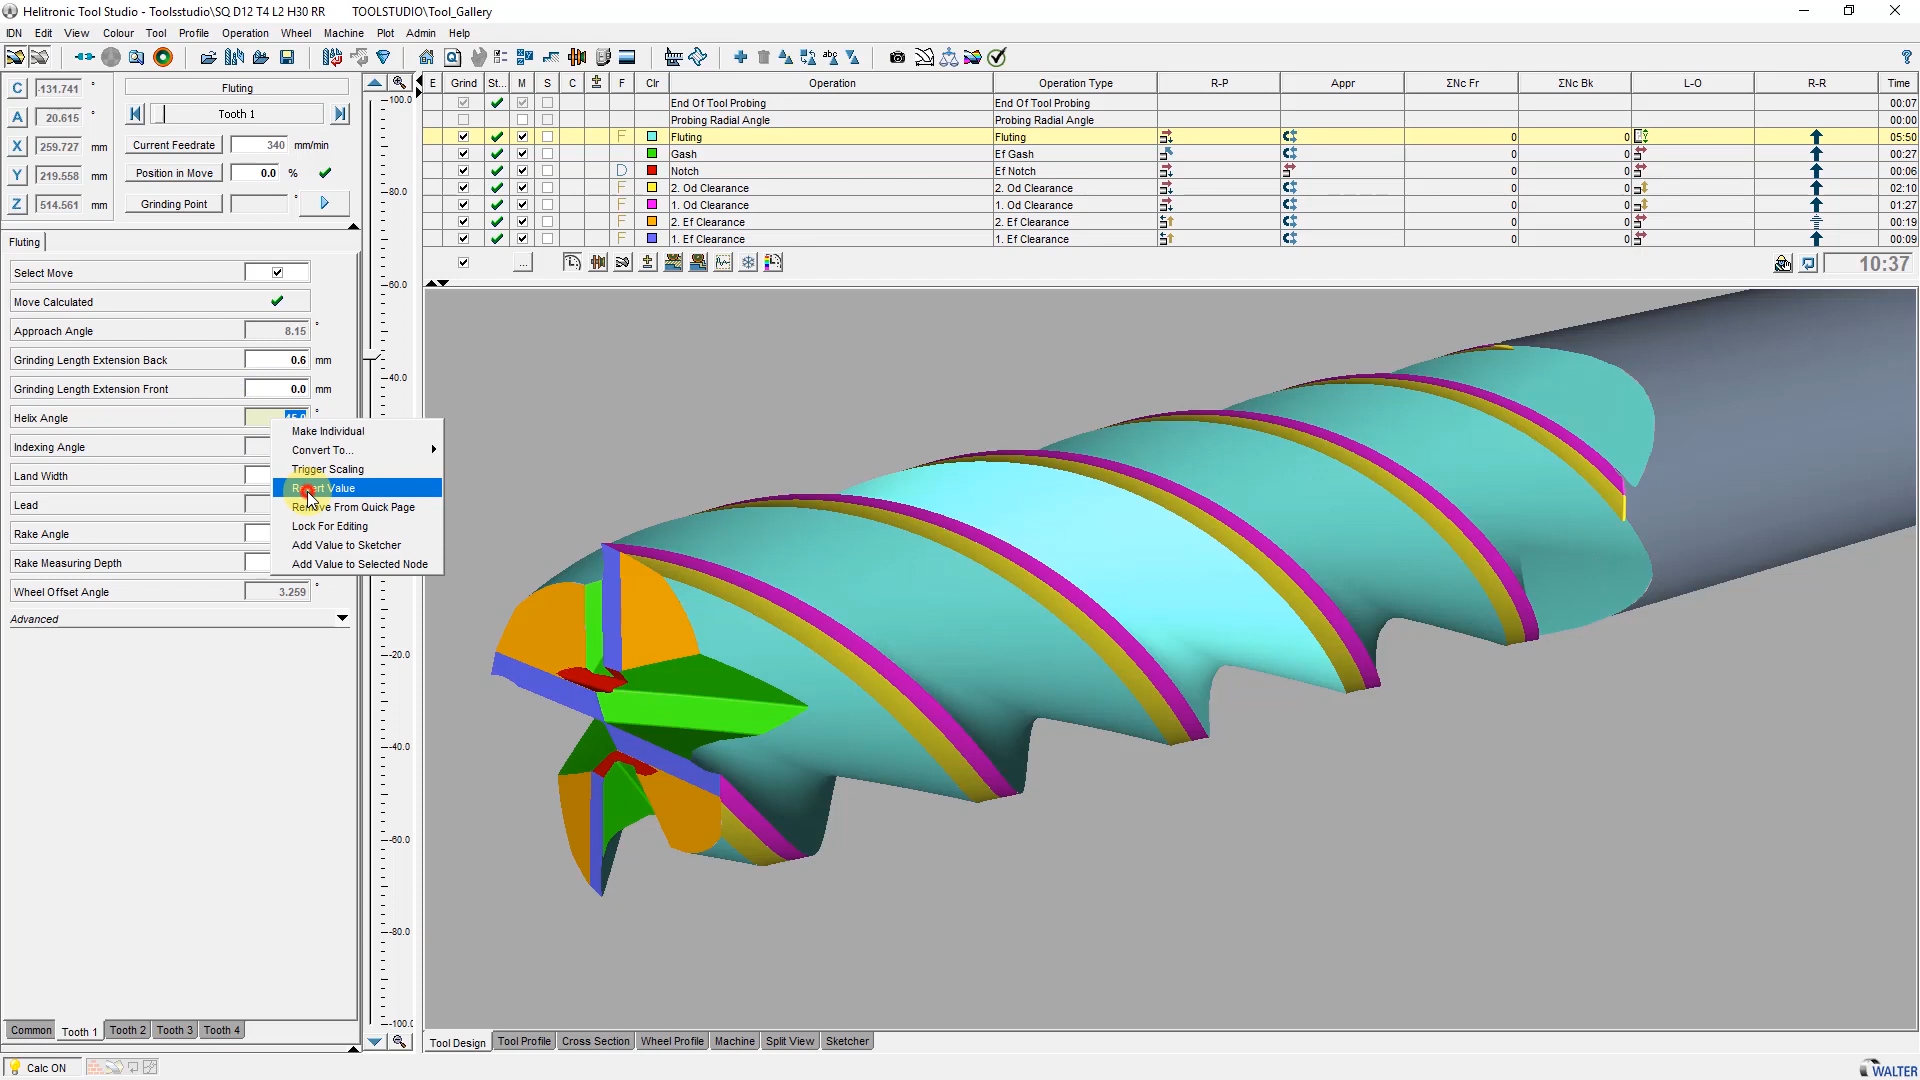 Helitronic Tool Studio - Toolsstudio\SQ D12 T4 L2 H30 RR TOOLSTUDIO\Tool_Gallery
IDN Edit View Colour Tool Profile Operation Wheel Machine Plot Admin Help
C -131.741 °
A 20.615 °
X 259.727 mm
Y 219.558 mm
Z 514.561 mm
Fluting
Tooth 1
Current Feedrate 340 mm/min
Position in Move 0.0 %
Grinding Point °
Fluting
Select Move
Move Calculated
Approach Angle 8.15 °
Grinding Length Extension Back 0.6 mm
Grinding Length Extension Front 0.0 mm
Helix Angle °
Indexing Angle
Land Width
Lead
Rake Angle
Rake Measuring Depth
Wheel Offset Angle 3.259 °
Advanced
Make Individual
Convert To...
Trigger Scaling
Value
Remove From Quick Page
Lock For Editing
Add Value to Sketcher
Add Value to Selected Node
Common Tooth 1 Tooth 2 Tooth 3 Tooth 4
Calc ON
100.0
80.0
60.0
40.0
-20.0
-40.0
-60.0
-80.0
-100.0
E Grind St... M S C ± F Clr Operation Operation Type R-P Appr ΣNc Fr ΣNc Bk L-O R-R Time
End Of Tool Probing End Of Tool Probing 00:07
Probing Radial Angle Probing Radial Angle 00:00
F Fluting Fluting 0 0 05:50
Gash Ef Gash 0 0 00:27
D Notch Ef Notch 0 0 00:06
F 2. Od Clearance 2. Od Clearance 0 0 02:10
F 1. Od Clearance 1. Od Clearance 0 0 01:27
F 2. Ef Clearance 2. Ef Clearance 0 0 00:19
F 1. Ef Clearance 1. Ef Clearance 0 0 00:09
... 10:37
Tool Design Tool Profile Cross Section Wheel Profile Machine Split View Sketcher
WALTER